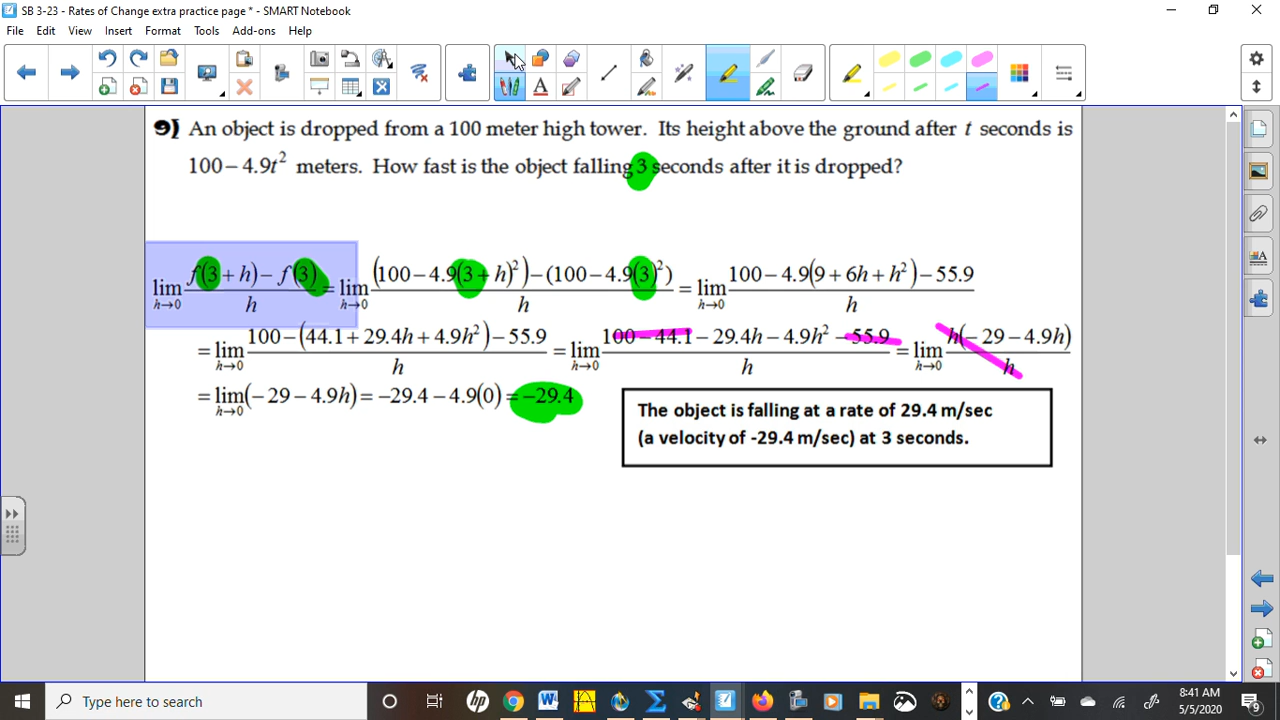 SB 3-23 - Rates of Change extra practice page * - SMART Notebook
File Edit View Insert Format Tools Add-ons Help
9) An object is dropped from a 100 meter high tower. Its height above the ground after t seconds is
100 – 4.9t² meters. How fast is the object falling 3 seconds after it is dropped?
lim h→0 (f(3 + h) – f(3))/h = lim h→0 ((100 – 4.9(3 + h)²) – (100 – 4.9(3)²))/h = lim h→0 (100 – 4.9(9 + 6h + h²) – 55.9)/h
= lim h→0 (100 – (44.1 + 29.4h + 4.9h²) – 55.9)/h = lim h→0 (100 – 44.1 – 29.4h – 4.9h² – 55.9)/h = lim h→0 h(– 29 – 4.9h)/h
= lim h→0 (– 29 – 4.9h) = –29.4 – 4.9(0) = –29.4
The object is falling at a rate of 29.4 m/sec
(a velocity of -29.4 m/sec) at 3 seconds.
Type here to search
8:41 AM
5/5/2020
9